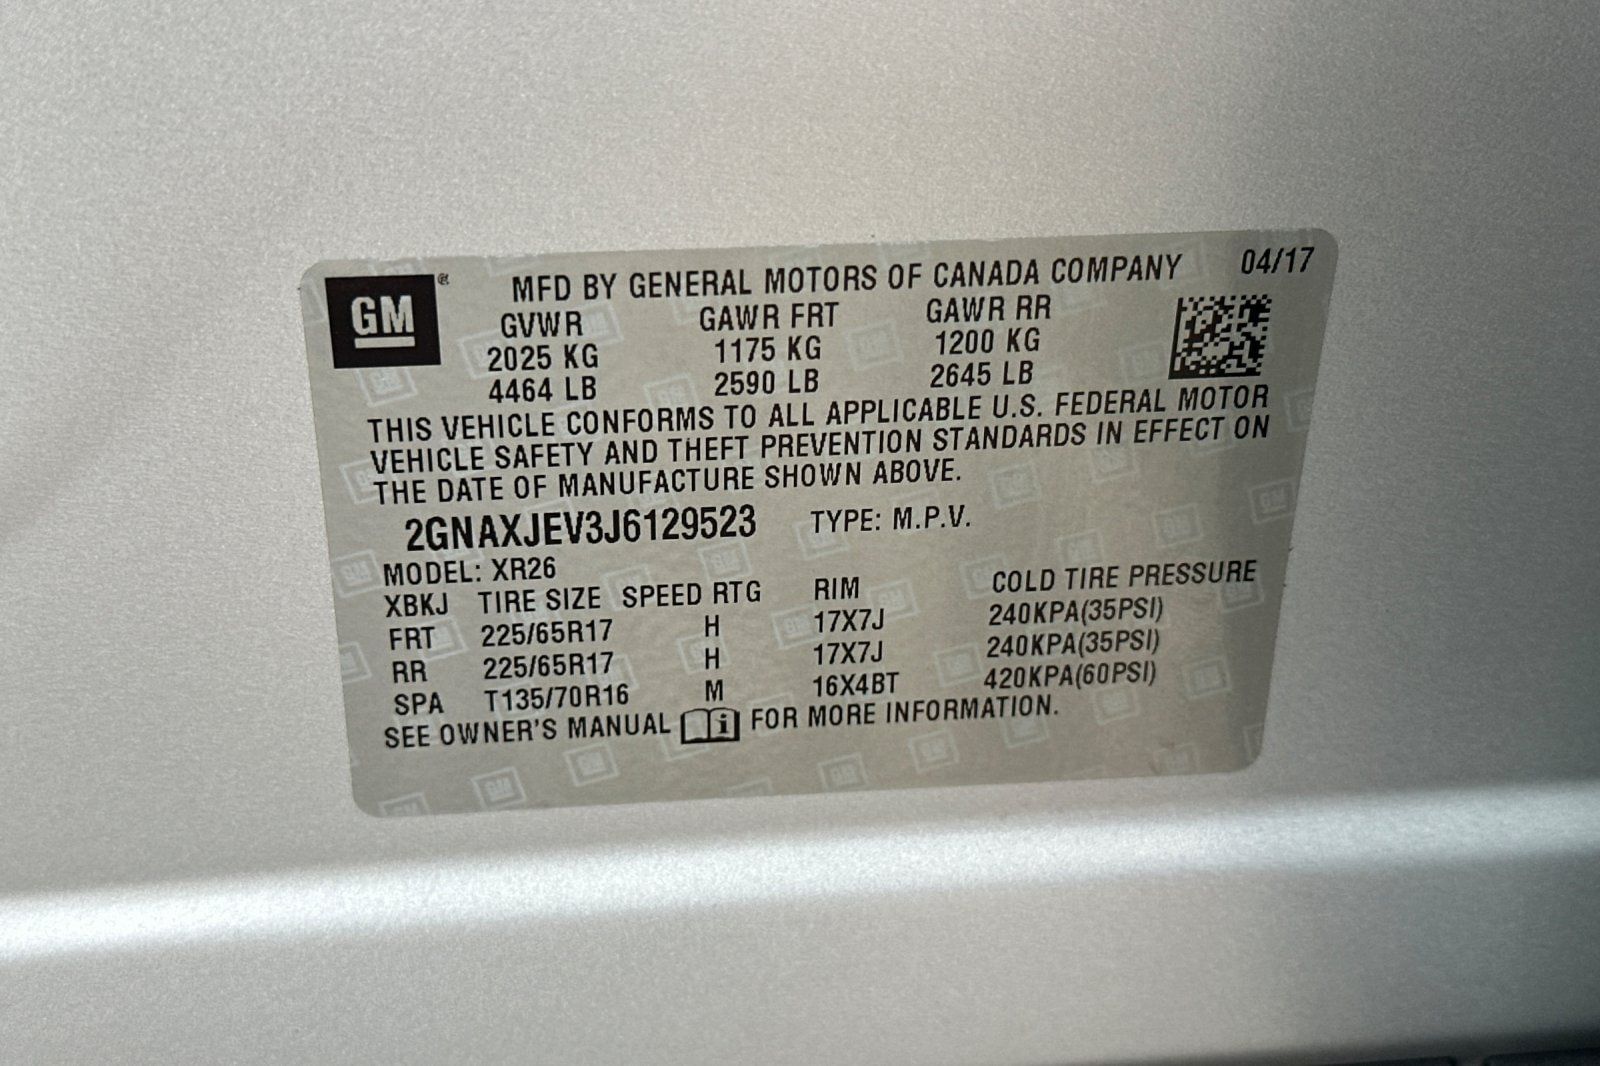 GM ® MFD BY GENERAL MOTORS OF CANADA COMPANY 04/17
GVWR GAWR FRT GAWR RR
2025 KG 1175 KG 1200 KG
4464 LB 2590 LB 2645 LB
THIS VEHICLE CONFORMS TO ALL APPLICABLE U.S. FEDERAL MOTOR
VEHICLE SAFETY AND THEFT PREVENTION STANDARDS IN EFFECT ON
THE DATE OF MANUFACTURE SHOWN ABOVE.
2GNAXJEV3J6129523 TYPE: M.P.V.
MODEL: XR26
XBKJ TIRE SIZE SPEED RTG RIM COLD TIRE PRESSURE
FRT 225/65R17 H 17X7J 240KPA(35PSI)
RR 225/65R17 H 17X7J 240KPA(35PSI)
SPA T135/70R16 M 16X4BT 420KPA(60PSI)
SEE OWNER'S MANUAL i FOR MORE INFORMATION.